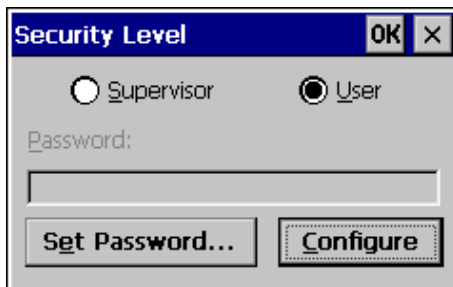 Security Level OK ×
Supervisor User
Password:
Set Password... Configure